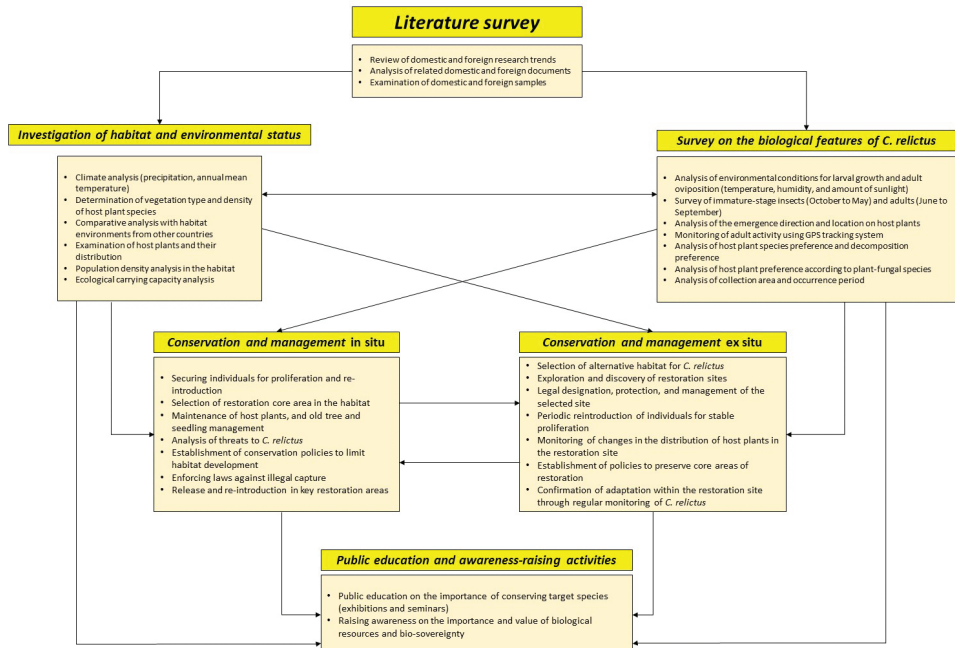 Literature survey
• Review of domestic and foreign research trends
• Analysis of related domestic and foreign documents
• Examination of domestic and foreign samples
Investigation of habitat and environmental status
• Climate analysis (precipitation, annual mean
temperature)
• Determination of vegetation type and density
of host plant species
• Comparative analysis with habitat
environments from other countries
• Examination of host plants and their
distribution
• Population density analysis in the habitat
• Ecological carrying capacity analysis
Survey on the biological features of C. relictus
• Analysis of environmental conditions for larval growth and adult
oviposition (temperature, humidity, and amount of sunlight)
• Survey of immature-stage insects (October to May) and adults (June to
September)
• Analysis of the emergence direction and location on host plants
• Monitoring of adult activity using GPS tracking system
• Analysis of host plant species preference and decomposition
preference
• Analysis of host plant preference according to plant-fungal species
• Analysis of collection area and occurrence period
Conservation and management in situ
• Securing individuals for proliferation and re-
introduction
• Selection of restoration core area in the habitat
• Maintenance of host plants, and old tree and
seedling management
• Analysis of threats to C. relictus
• Establishment of conservation policies to limit
habitat development
• Enforcing laws against illegal capture
• Release and re-introduction in key restoration areas
Conservation and management ex situ
• Selection of alternative habitat for C. relictus
• Exploration and discovery of restoration sites
• Legal designation, protection, and management of the
selected site
• Periodic reintroduction of individuals for stable
proliferation
• Monitoring of changes in the distribution of host plants in
the restoration site
• Establishment of policies to preserve core areas of
restoration
• Confirmation of adaptation within the restoration site
through regular monitoring of C. relictus
Public education and awareness-raising activities
• Public education on the importance of conserving target species
(exhibitions and seminars)
• Raising awareness on the importance and value of biological
resources and bio-sovereignty